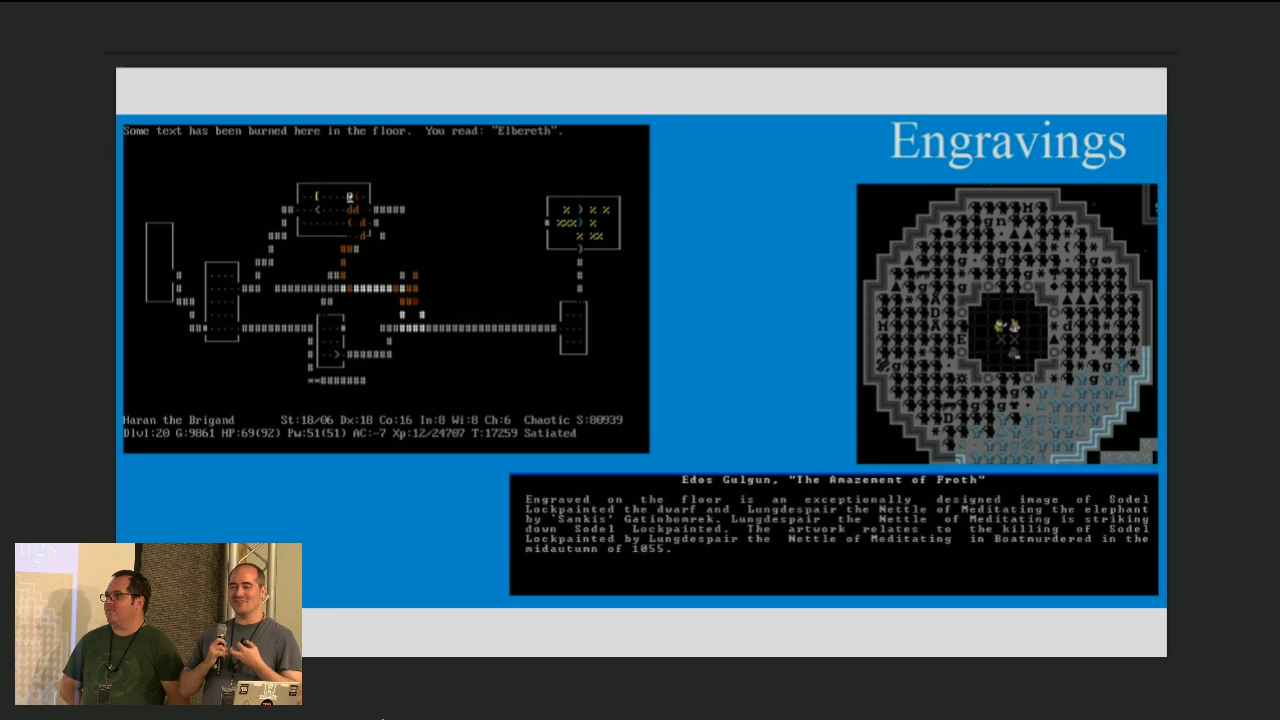 Some text has been burned here in the floor. You read: "Elbereth".
Engravings
Haran the Brigand St:18/06 Dx:18 Co:16 In:8 Wi:8 Ch:6 Chaotic S:80939
Dlvl:20 G:9861 HP:69(92) Pw:51(51) AC:-7 Xp:12/24707 T:17259 Satiated
Edos Gulgun, "The Amazement of Froth"
Engraved on the floor is an exceptionally designed image of Sodel
Lockpainted the dwarf and Lungdespair the Nettle of Meditating the elephant
by `Sankis' Gatinbomrek. Lungdespair the Nettle of Meditating is striking
down Sodel Lockpainted. The artwork relates to the killing of Sodel
Lockpainted by Lungdespair the Nettle of Meditating in Boatmurdered in the
midautumn of 1055.